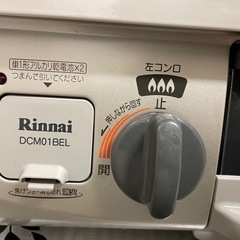 単1形アルカリ乾電池×2
つまんで引いてください
Rinnai
DCM01BEL
左コンロ
止
押しながら回す
開